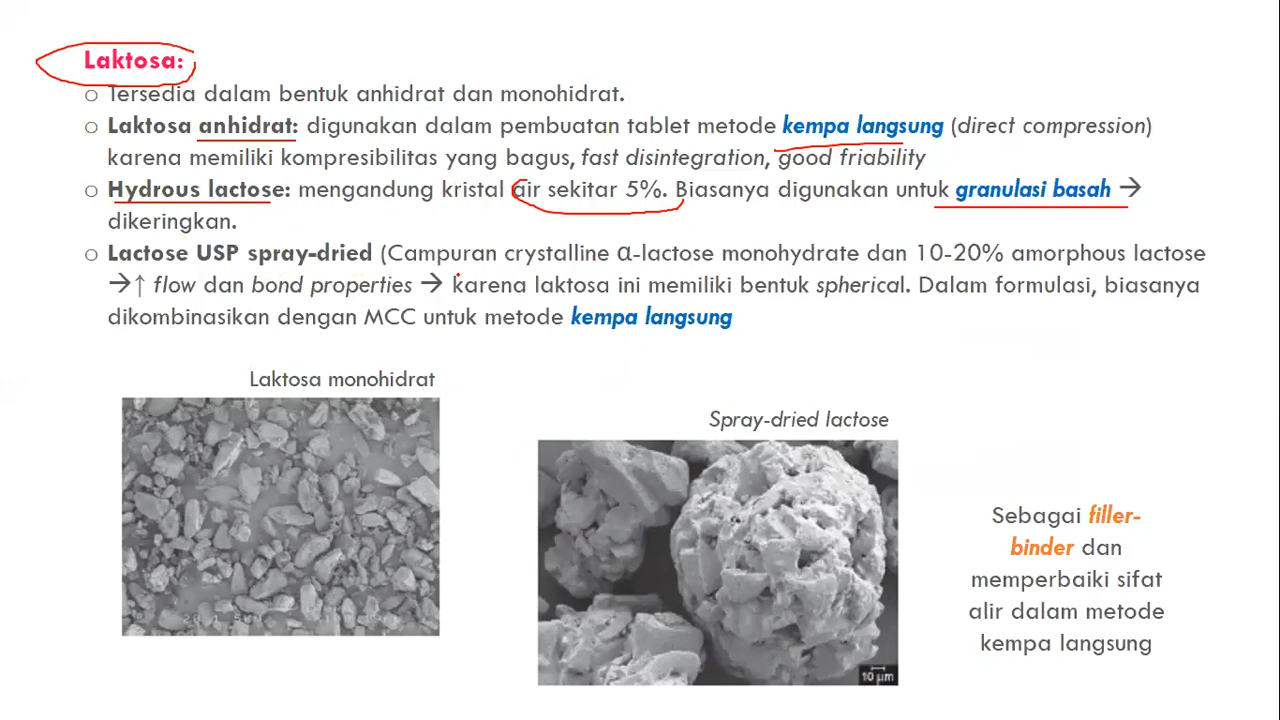 Laktosa:
o Tersedia dalam bentuk anhidrat dan monohidrat.
o Laktosa anhidrat: digunakan dalam pembuatan tablet metode kempa langsung (direct compression)
karena memiliki kompresibilitas yang bagus, fast disintegration, good friability
o Hydrous lactose: mengandung kristal air sekitar 5%. Biasanya digunakan untuk granulasi basah →
dikeringkan.
o Lactose USP spray-dried (Campuran crystalline α-lactose monohydrate dan 10-20% amorphous lactose
→↑ flow dan bond properties → karena laktosa ini memiliki bentuk spherical. Dalam formulasi, biasanya
dikombinasikan dengan MCC untuk metode kempa langsung
Laktosa monohidrat
Spray-dried lactose
10 μm
Sebagai filler-
binder dan
memperbaiki sifat
alir dalam metode
kempa langsung